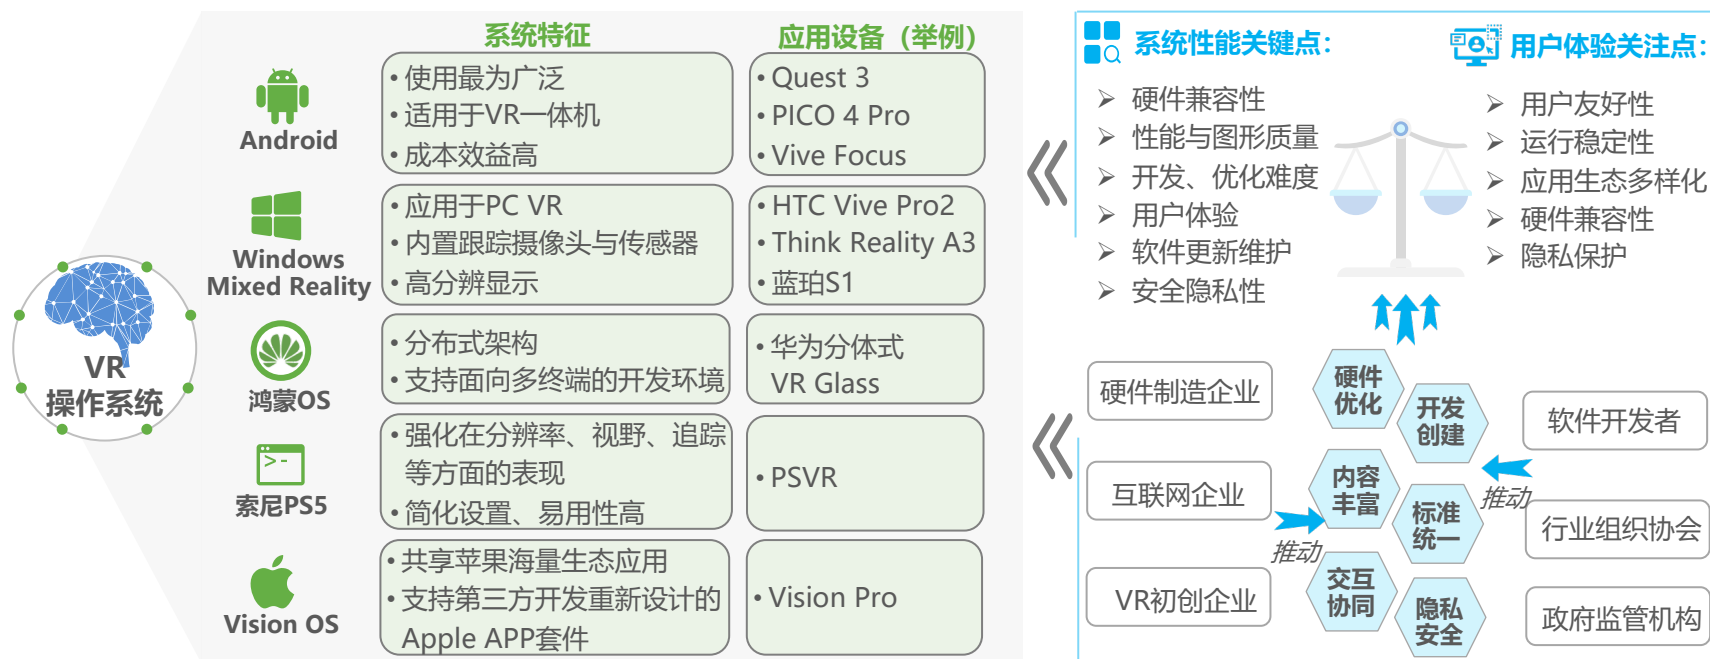 VR
操作系统
系统特征
应用设备（举例）
Android
• 使用最为广泛
• 适用于VR一体机
• 成本效益高
• Quest 3
• PICO 4 Pro
• Vive Focus
Windows
Mixed Reality
• 应用于PC VR
• 内置跟踪摄像头与传感器
• 高分辨显示
• HTC Vive Pro2
• Think Reality A3
• 蓝珀S1
鸿蒙OS
• 分布式架构
• 支持面向多终端的开发环境
• 华为分体式
VR Glass
索尼PS5
• 强化在分辨率、视野、追踪
等方面的表现
• 简化设置、易用性高
• PSVR
Vision OS
• 共享苹果海量生态应用
• 支持第三方开发重新设计的
Apple APP套件
• Vision Pro
系统性能关键点：
➢ 硬件兼容性
➢ 性能与图形质量
➢ 开发、优化难度
➢ 用户体验
➢ 软件更新维护
➢ 安全隐私性
用户体验关注点：
➢ 用户友好性
➢ 运行稳定性
➢ 应用生态多样化
➢ 硬件兼容性
➢ 隐私保护
硬件制造企业
互联网企业
VR初创企业
推动
硬件
优化
开发
创建
内容
丰富
标准
统一
交互
协同
隐私
安全
推动
软件开发者
行业组织协会
政府监管机构